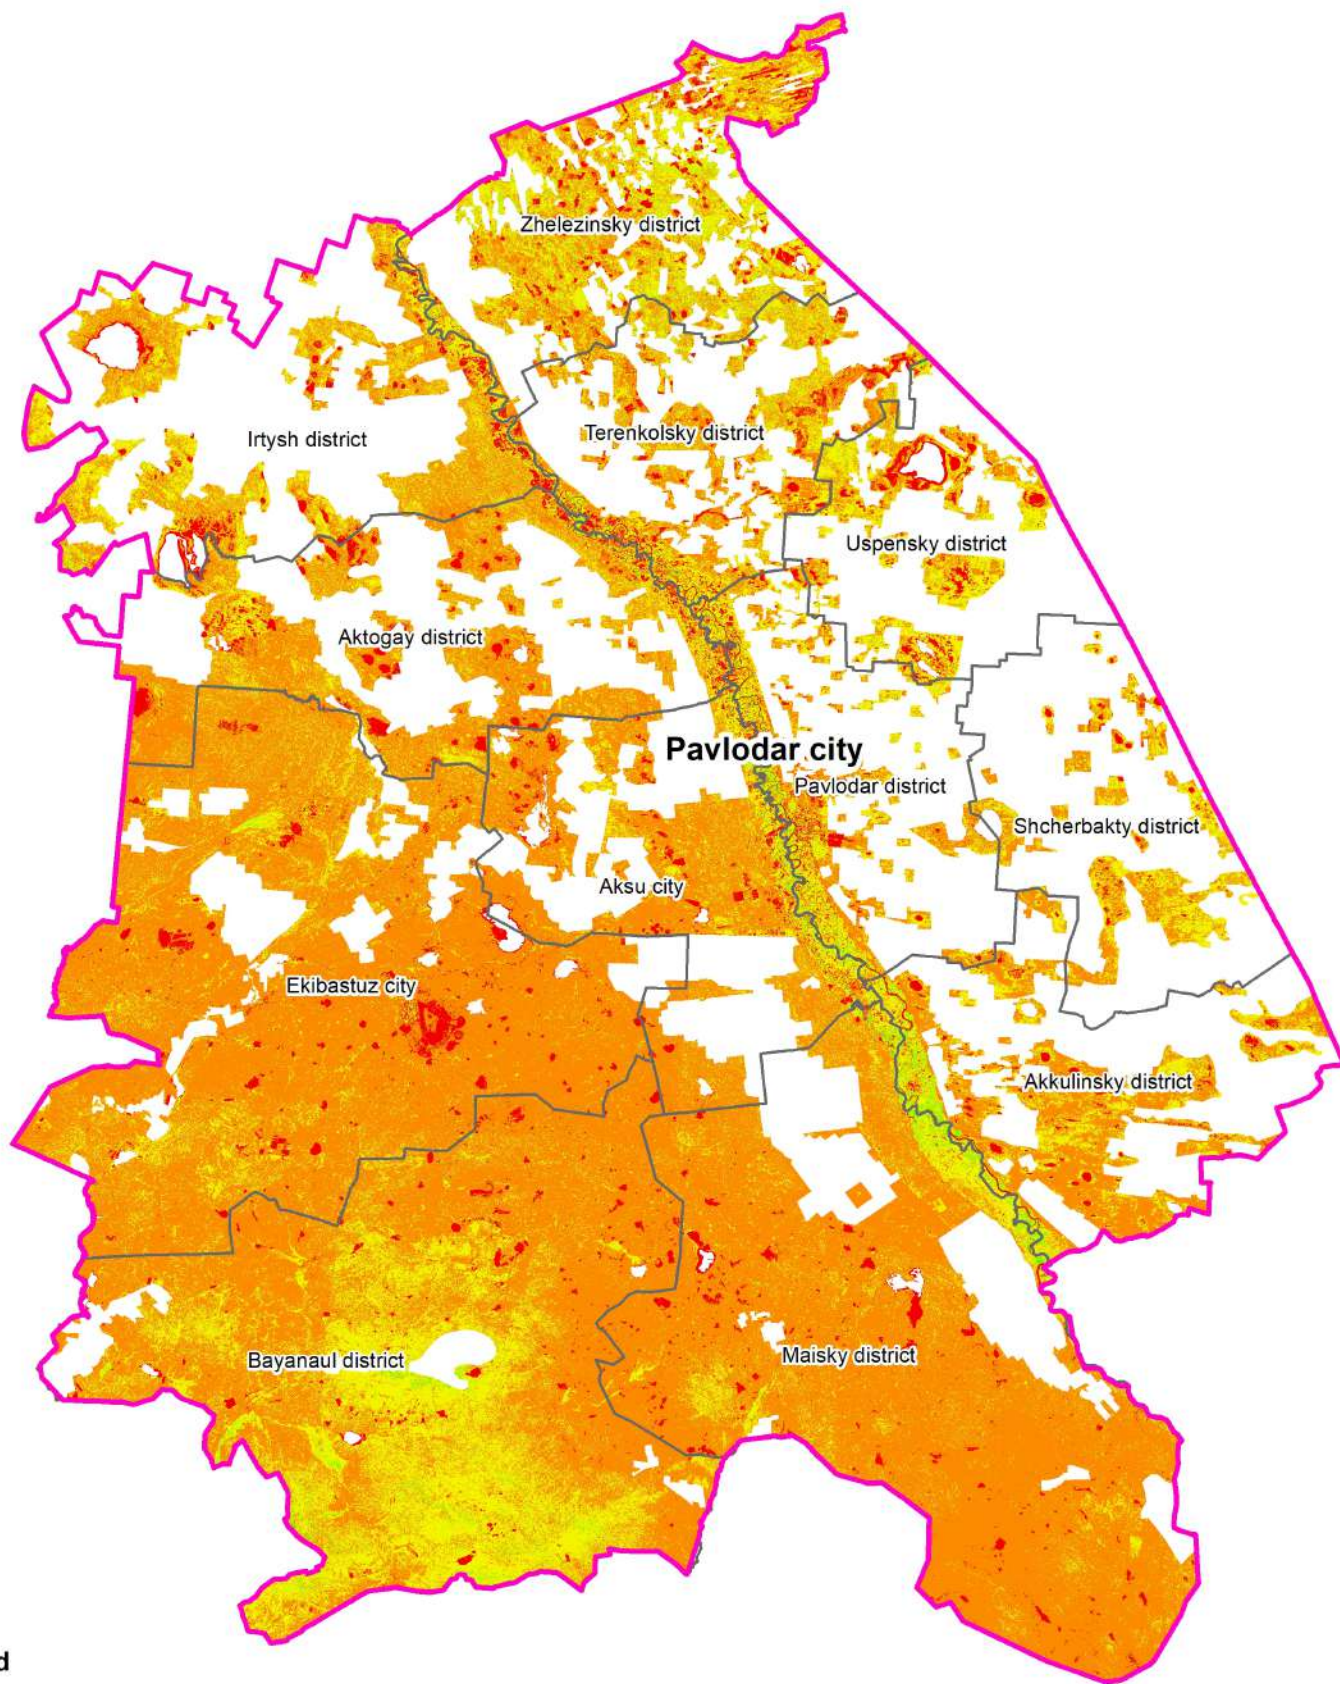 Zhelezinsky district
Irtysh district
Terenkolsky district
Uspensky district
Aktogay district
Pavlodar city
Pavlodar district
Shcherbakty district
Aksu city
Ekibastuz city
Akkulinsky district
Bayanaul district
Maisky district
d